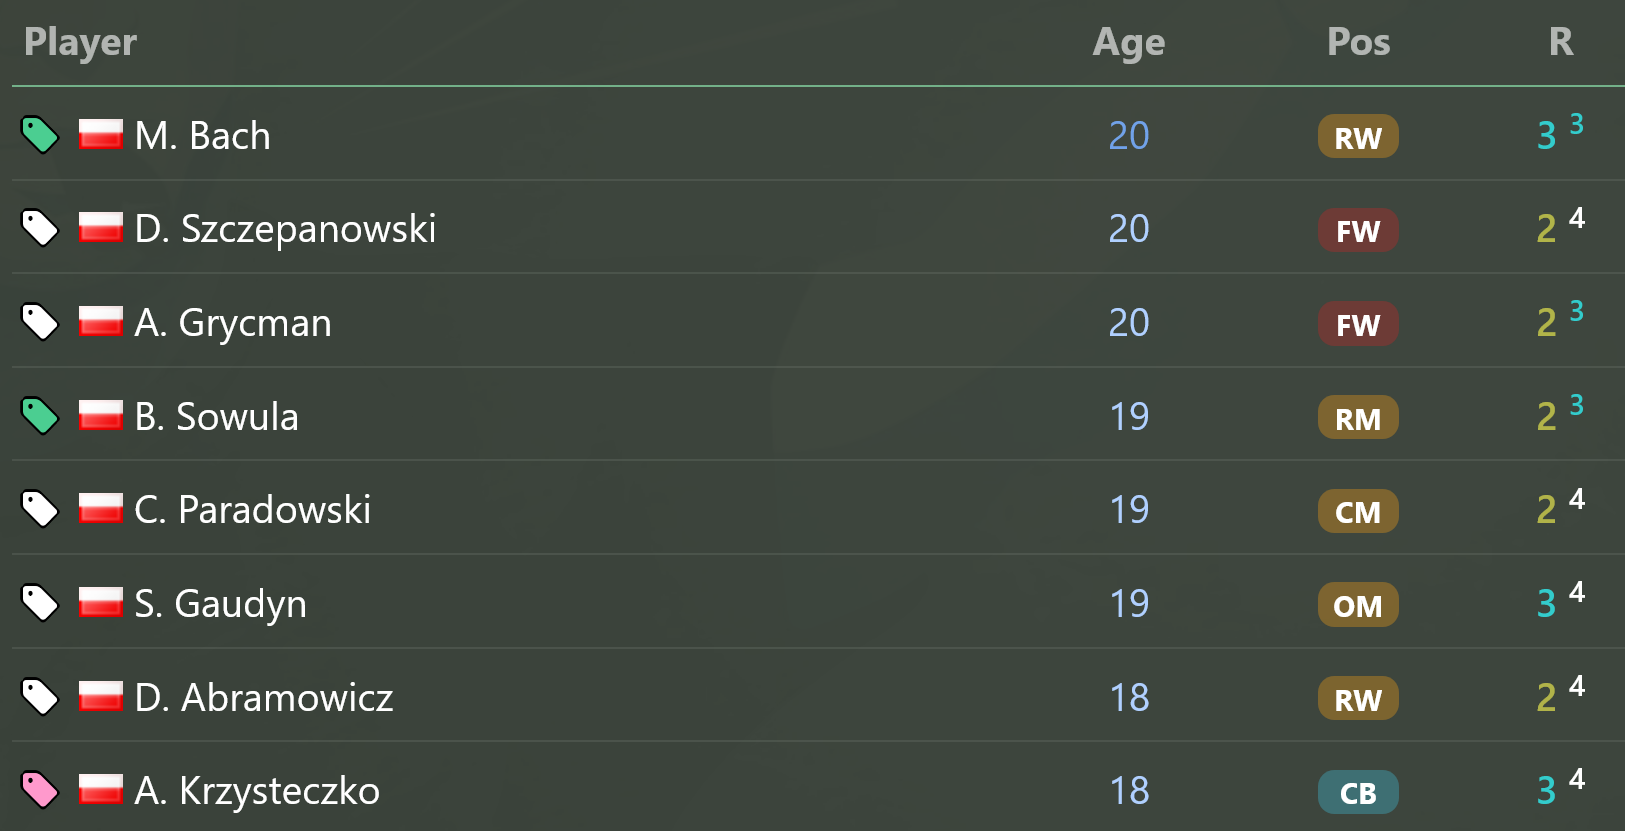 Player Age Pos R
M. Bach 20 RW 3 3
D. Szczepanowski 20 FW 2 4
A. Grycman 20 FW 2 3
B. Sowula 19 RM 2 3
C. Paradowski 19 CM 2 4
S. Gaudyn 19 OM 3 4
D. Abramowicz 18 RW 2 4
A. Krzysteczko 18 CB 3 4